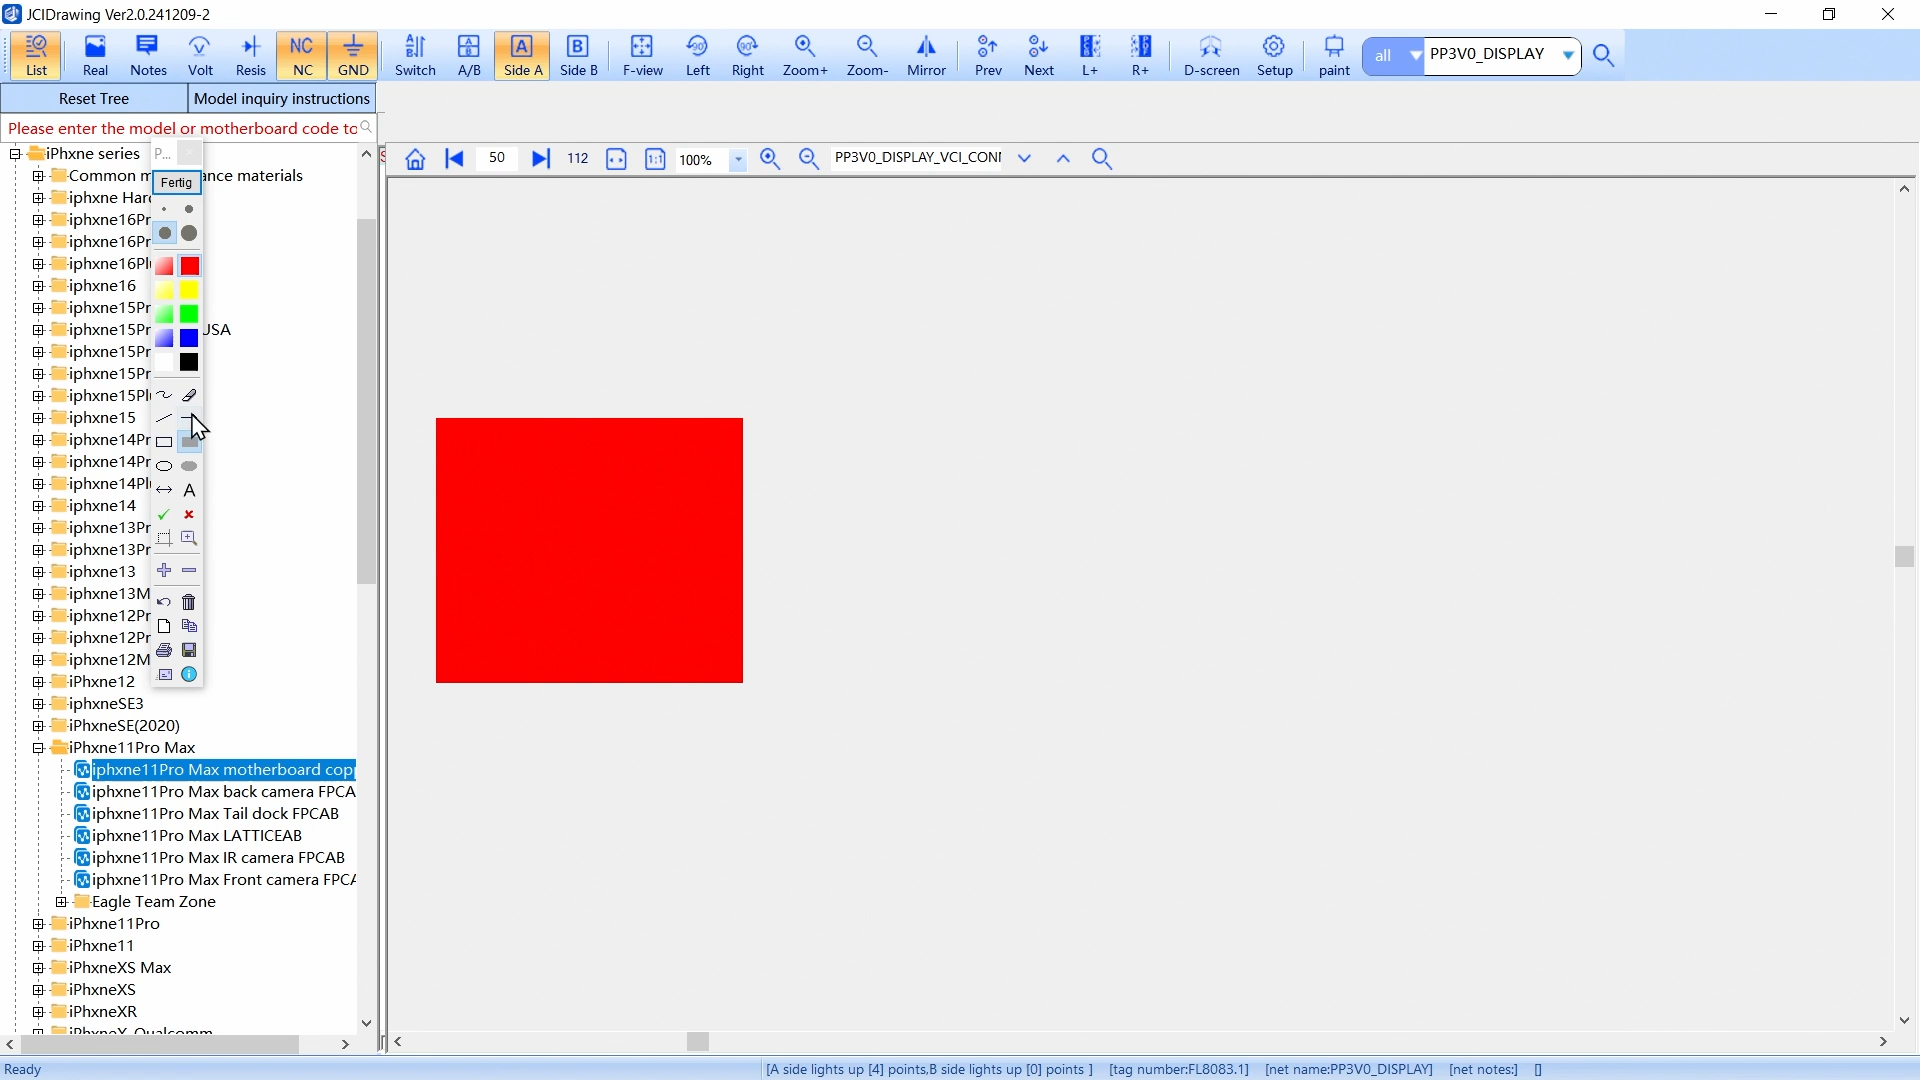 JCIDrawing Ver2.0.241209-2
List Real Notes Volt Resis NC GND Switch A/B Side A Side B F-view Left Right Zoom+ Zoom- Mirror Prev Next L+ R+ D-screen Setup paint all PP3V0_DISPLAY
Reset Tree Model inquiry instructions
Please enter the model or motherboard code to
50 112 100% PP3V0_DISPLAY_VCI_CONI
iPhxne series
P...
Fertig
Common m nce materials
iphxne Har
iphxne16Pr
iphxne16Pr
iphxne16Pl
iphxne16
iphxne15Pr
iphxne15Pr USA
iphxne15Pr
iphxne15Pr
iphxne15Pl
iphxne15
iphxne14Pr
iphxne14Pr
iphxne14Pl
iphxne14
iphxne13Pr
iphxne13Pr
iphxne13
iphxne13M
iphxne12Pr
iphxne12Pr
iphxne12M
iPhxne12
iphxneSE3
iPhxneSE(2020)
iPhxne11Pro Max
iphxne11Pro Max motherboard cop
iphxne11Pro Max back camera FPCA
iphxne11Pro Max Tail dock FPCAB
iphxne11Pro Max LATTICEAB
iphxne11Pro Max IR camera FPCAB
iphxne11Pro Max Front camera FPC
Eagle Team Zone
iPhxne11Pro
iPhxne11
iPhxneXS Max
iPhxneXS
iPhxneXR
iPhxneX Qualcomm
Ready [A side lights up [4] points,B side lights up [0] points ] [tag number:FL8083.1] [net name:PP3V0_DISPLAY] [net notes:] []